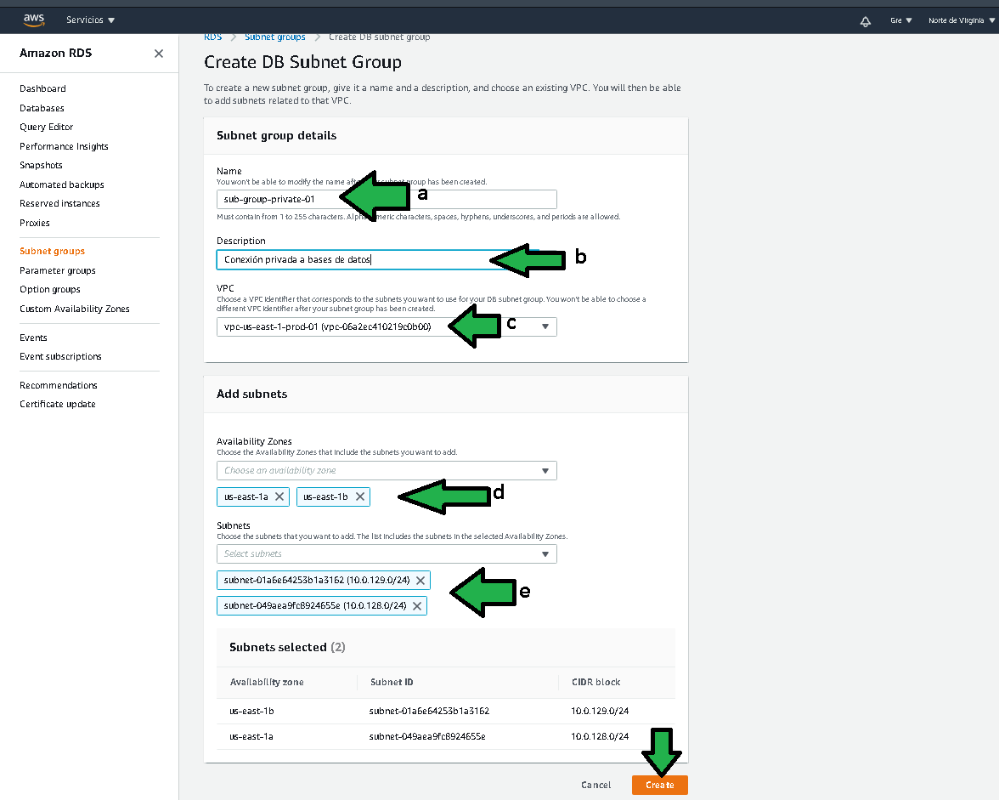 aws Servicios Gre Norte de Virginia
RDS Subnet groups Create DB subnet group
Amazon RDS
Create DB Subnet Group
To create a new subnet group, give it a name and a description, and choose an existing VPC. You will then be able
to add subnets related to that VPC.
Dashboard
Databases
Query Editor
Performance Insights
Snapshots
Automated backups
Reserved instances
Proxies
Subnet groups
Parameter groups
Option groups
Custom Availability Zones
Events
Event subscriptions
Recommendations
Certificate update
Subnet group details
Name
You won't be able to modify the name subnet group has been created.
sub-group-private-01
a
Must contain from 1 to 255 characters. characters, spaces, hyphens, underscores, and periods are allowed.
Description
Conexión privada a bases de datos
b
VPC
Choose a VPC identifier that corresponds to the subnets you want to use for your DB subnet group. You won't be able to choose a
different VPC identifier after your subnet group has been created.
vpc-us-east-1-prod-01 (vpc-06a2ec410219c0b00)
c
Add subnets
Availability Zones
Choose the Availability Zones that include the subnets you want to add.
Choose an availability zone
us-east-1a us-east-1b
d
Subnets
Choose the subnets that you want to add. The list includes the subnets in the selected Availability Zones.
Select subnets
subnet-01a6e64253b1a3162 (10.0.129.0/24)
e
subnet-049aea9fc8924655e (10.0.128.0/24)
Subnets selected (2)
Availability zone Subnet ID CIDR block
us-east-1b subnet-01a6e64253b1a3162 10.0.129.0/24
us-east-1a subnet-049aea9fc8924655e 10.0.128.0/24
Cancel Create